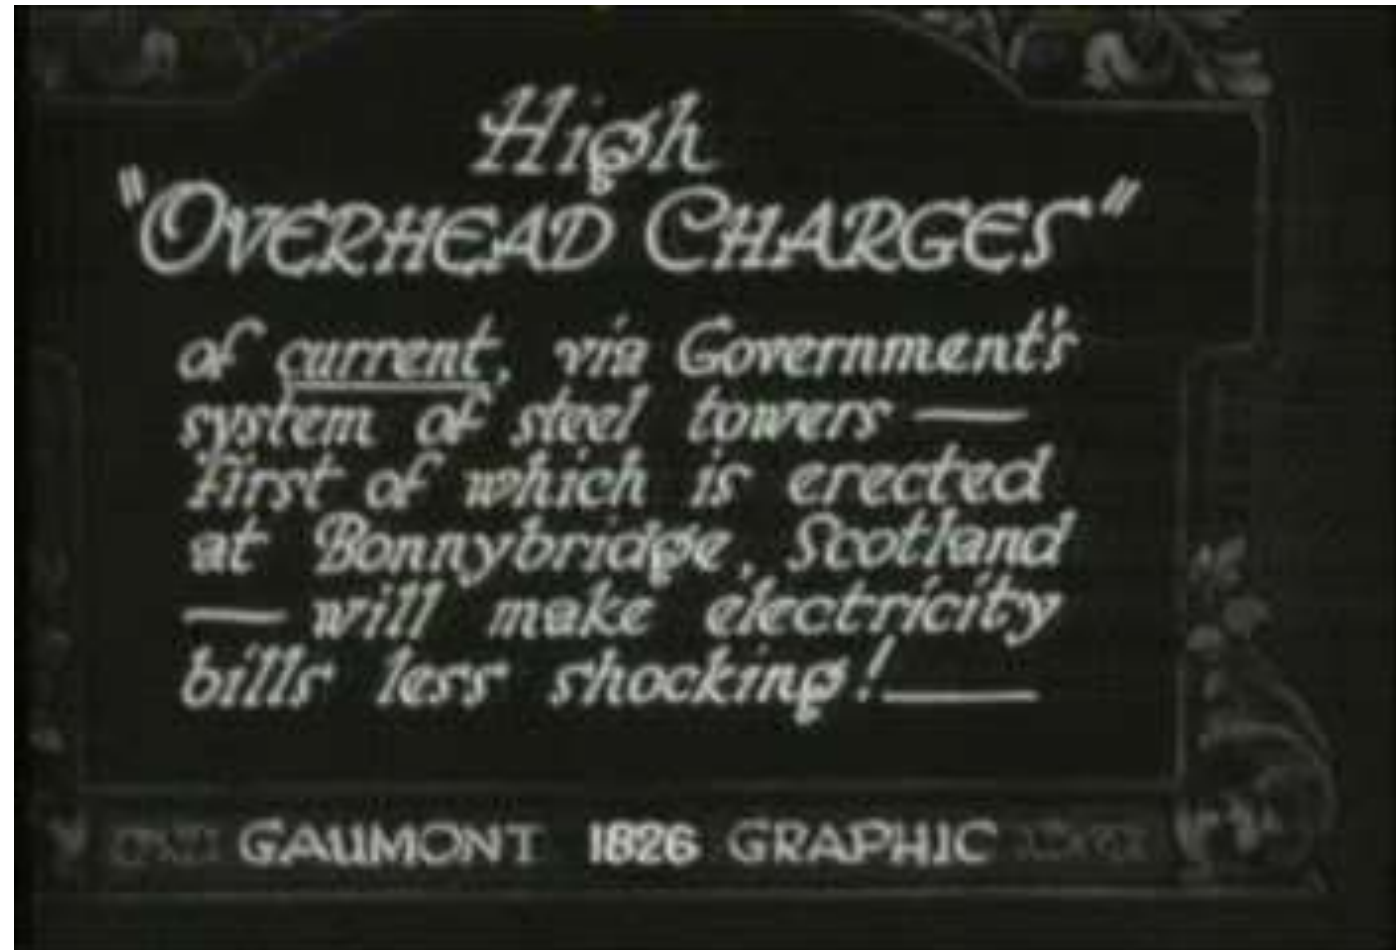 High
"OVERHEAD CHARGES"
of current, via Government's
system of steel towers —
First of which is erected
at Bonnybridge, Scotland
— will make electricity
bills less shocking! —
GAUMONT 1826 GRAPHIC